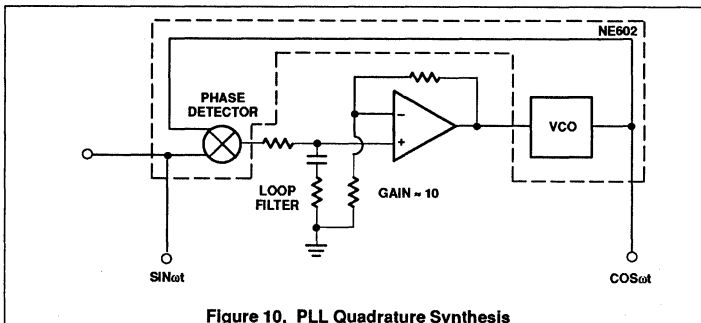 NE602
PHASE
DETECTOR
−
+
VCO
LOOP
FILTER
GAIN ≈ 10
SINωt
COSωt
Figure 10. PLL Quadrature Synthesis